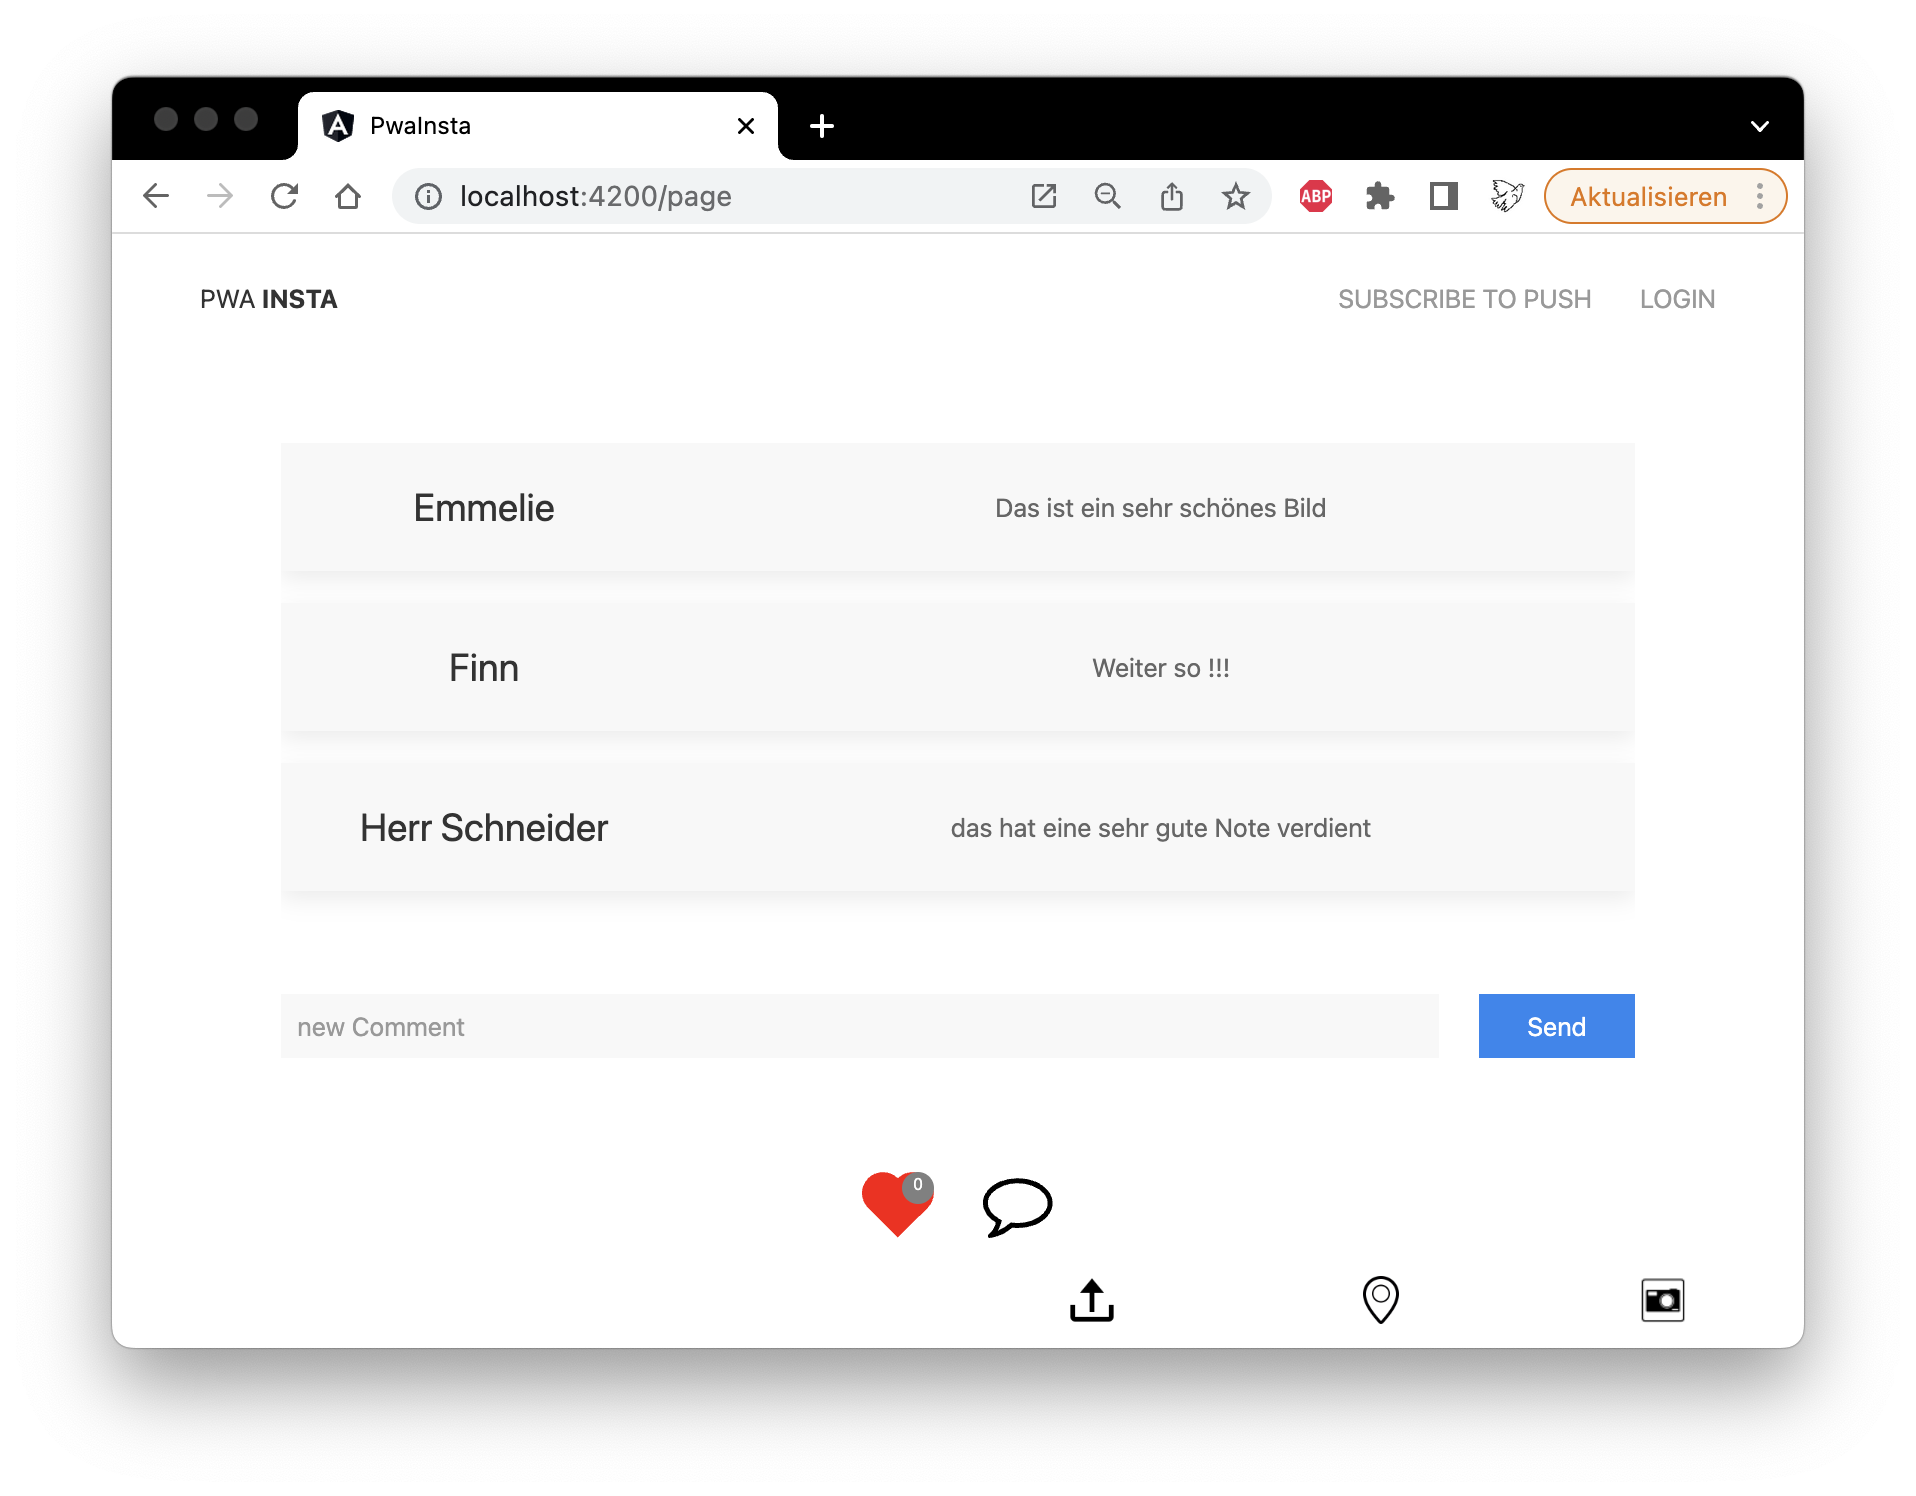 PwaInsta
localhost:4200/page
ABP
Aktualisieren
PWA INSTA
SUBSCRIBE TO PUSH
LOGIN
Emmelie
Das ist ein sehr schönes Bild
Finn
Weiter so !!!
Herr Schneider
das hat eine sehr gute Note verdient
new Comment
Send
0